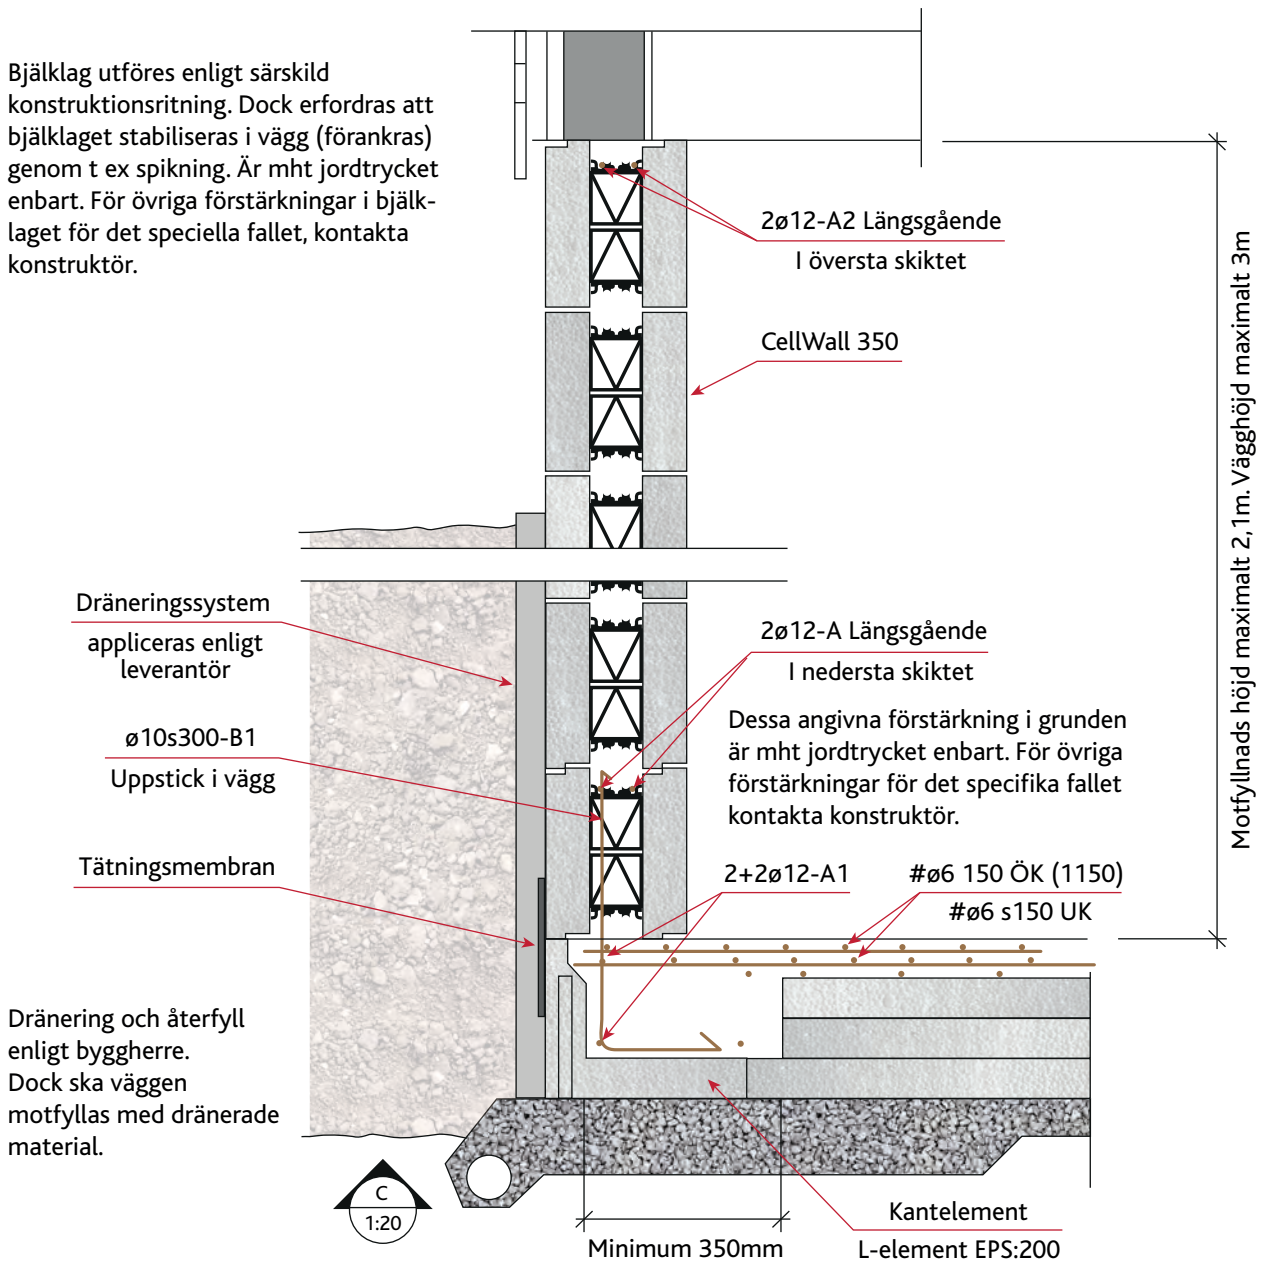 Bjälklag utföres enligt särskild
konstruktionsritning. Dock erfordras att
bjälklaget stabiliseras i vägg (förankras)
genom t ex spikning. Är mht jordtrycket
enbart. För övriga förstärkningar i bjälk-
laget för det speciella fallet, kontakta
konstruktör.
2ø12-A2 Längsgående
I översta skiktet
CellWall 350
Motfyllnads höjd maximalt 2,1m. Vägghöjd maximalt 3m
Dräneringssystem
appliceras enligt
leverantör
2ø12-A Längsgående
I nedersta skiktet
Dessa angivna förstärkning i grunden
är mht jordtrycket enbart. För övriga
förstärkningar för det specifika fallet
kontakta konstruktör.
ø10s300-B1
Uppstick i vägg
Tätningsmembran
2+2ø12-A1
#ø6 150 ÖK (1150)
#ø6 s150 UK
Dränering och återfyll
enligt byggherre.
Dock ska väggen
motfyllas med dränerade
material.
C
1:20
Minimum 350mm
Kantelement
L-element EPS:200